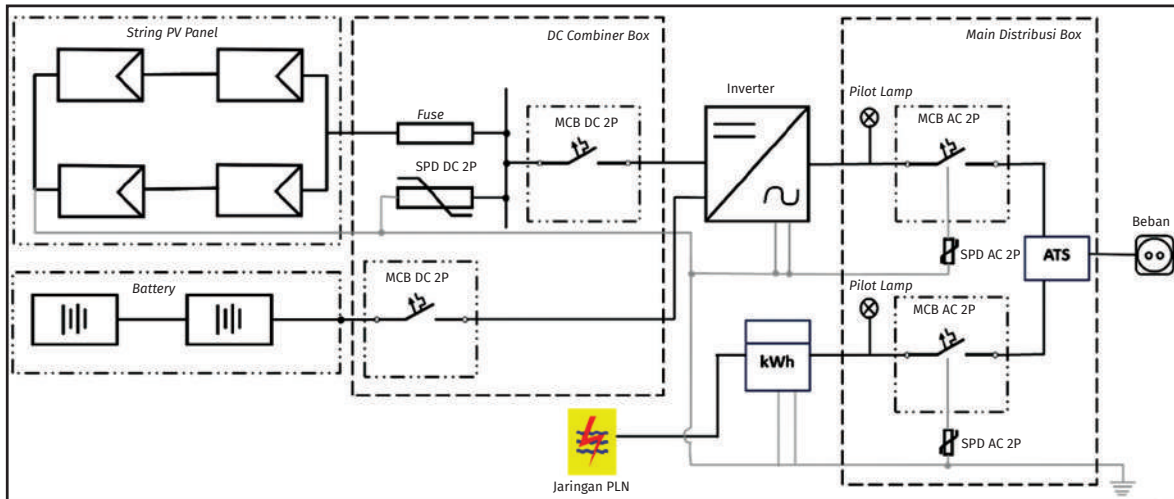 String PV Panel
DC Combiner Box
Main Distribusi Box
Fuse
MCB DC 2P
SPD DC 2P
Inverter
Pilot Lamp
MCB AC 2P
SPD AC 2P
ATS
Beban
Battery
MCB DC 2P
Pilot Lamp
MCB AC 2P
kWh
SPD AC 2P
Jaringan PLN